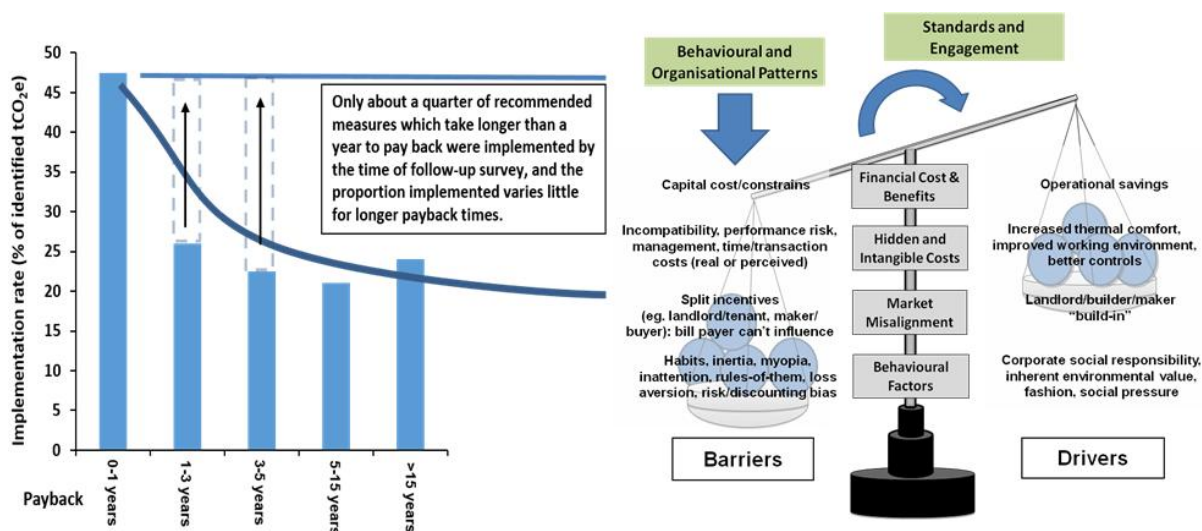 Implementation rate (% of identified tCO₂e)
50
45
40
35
30
25
20
15
10
5
0
Only about a quarter of recommended
measures which take longer than a
year to pay back were implemented by
the time of follow-up survey, and the
proportion implemented varies little
for longer payback times.
Payback
0-1 years
1-3 years
3-5 years
5-15 years
>15 years
Behavioural and
Organisational Patterns
Standards and
Engagement
Capital cost/constrains
Incompatibility, performance risk,
management, time/transaction
costs (real or perceived)
Split incentives
(eg. landlord/tenant, maker/
buyer): bill payer can't influence
Habits, inertia, myopia,
inattention, rules-of-them, loss
aversion, risk/discounting bias
Barriers
Financial Cost &
Benefits
Hidden and
Intangible Costs
Market
Misalignment
Behavioural
Factors
Operational savings
Increased thermal comfort,
improved working environment,
better controls
Landlord/builder/maker
“build-in”
Corporate social responsibility,
inherent environmental value,
fashion, social pressure
Drivers